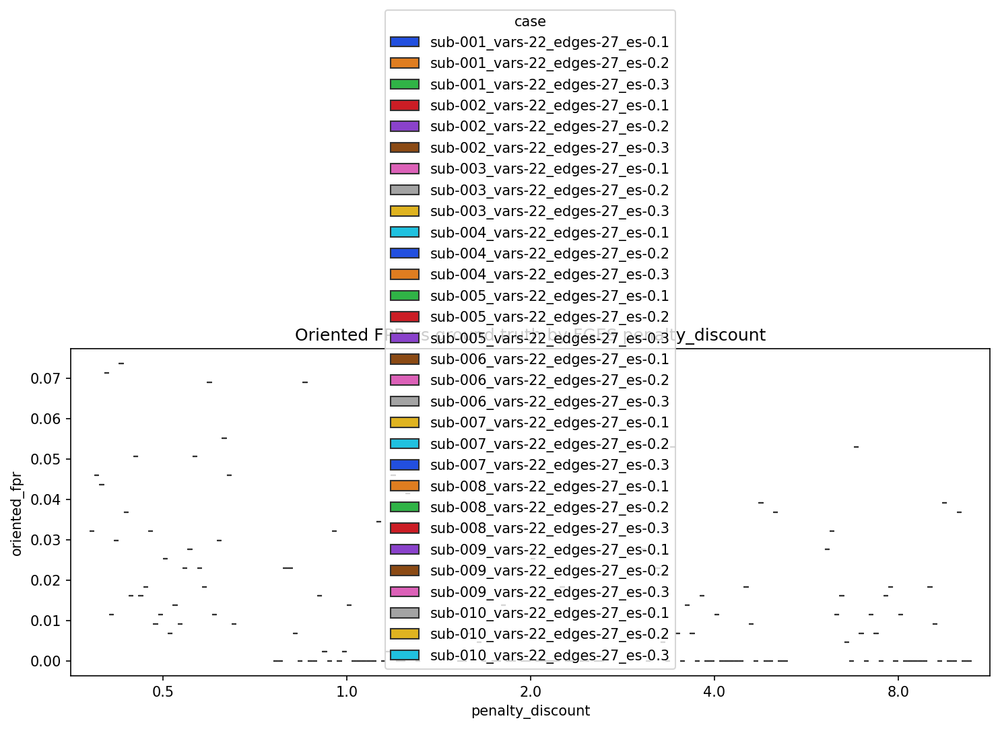 case
sub-001_vars-22_edges-27_es-0.1
sub-001_vars-22_edges-27_es-0.2
sub-001_vars-22_edges-27_es-0.3
sub-002_vars-22_edges-27_es-0.1
sub-002_vars-22_edges-27_es-0.2
sub-002_vars-22_edges-27_es-0.3
sub-003_vars-22_edges-27_es-0.1
sub-003_vars-22_edges-27_es-0.2
sub-003_vars-22_edges-27_es-0.3
sub-004_vars-22_edges-27_es-0.1
sub-004_vars-22_edges-27_es-0.2
sub-004_vars-22_edges-27_es-0.3
sub-005_vars-22_edges-27_es-0.1
sub-005_vars-22_edges-27_es-0.2
sub-005_vars-22_edges-27_es-0.3
sub-006_vars-22_edges-27_es-0.1
sub-006_vars-22_edges-27_es-0.2
sub-006_vars-22_edges-27_es-0.3
sub-007_vars-22_edges-27_es-0.1
sub-007_vars-22_edges-27_es-0.2
sub-007_vars-22_edges-27_es-0.3
sub-008_vars-22_edges-27_es-0.1
sub-008_vars-22_edges-27_es-0.2
sub-008_vars-22_edges-27_es-0.3
sub-009_vars-22_edges-27_es-0.1
sub-009_vars-22_edges-27_es-0.2
sub-009_vars-22_edges-27_es-0.3
sub-010_vars-22_edges-27_es-0.1
sub-010_vars-22_edges-27_es-0.2
sub-010_vars-22_edges-27_es-0.3
Oriented FPR vs ground truth by FGES penalty_discount
oriented_fpr
0.07
0.06
0.05
0.04
0.03
0.02
0.01
0.00
0.5
1.0
2.0
4.0
8.0
penalty_discount